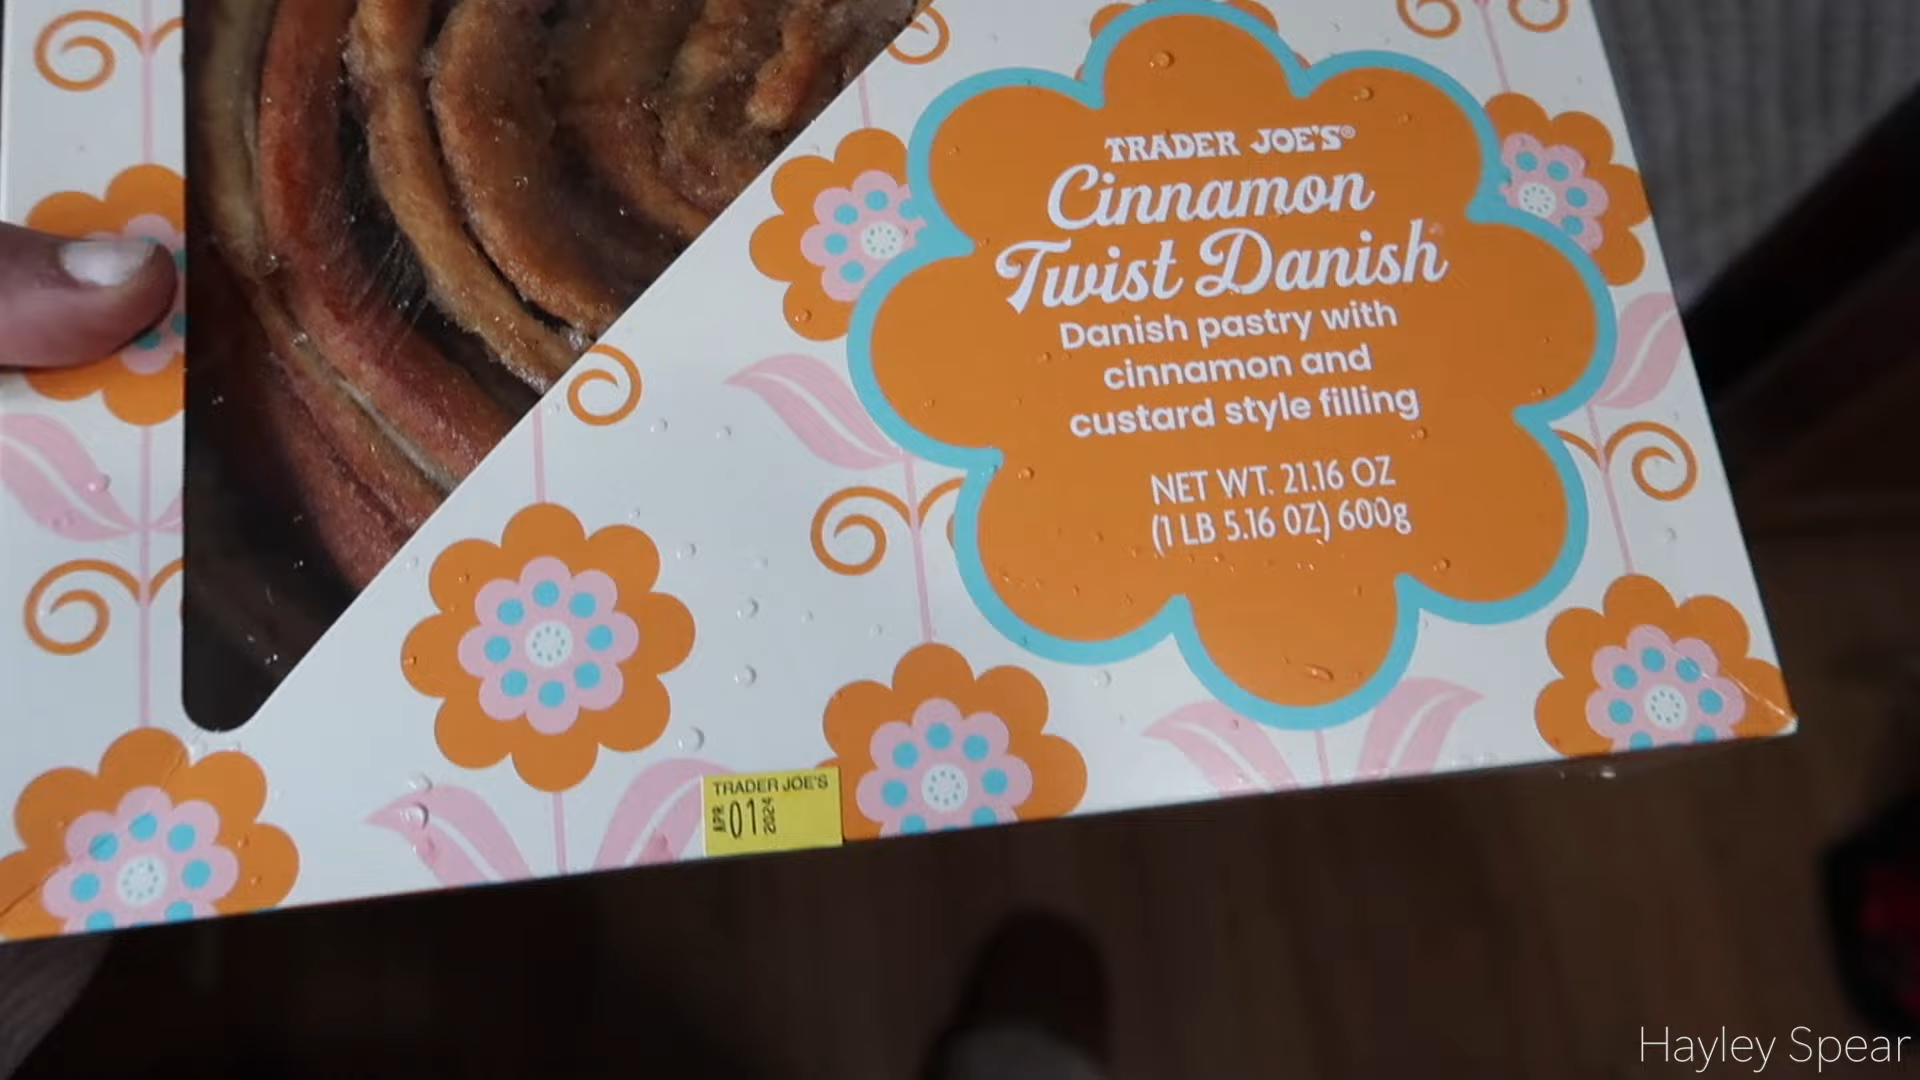 TRADER JOE'S®
Cinnamon
Twist Danish
Danish pastry with
cinnamon and
custard style filling
NET WT. 21.16 OZ
(1 LB 5.16 OZ) 600g
TRADER JOE'S
APR 01 2024
Hayley Spear